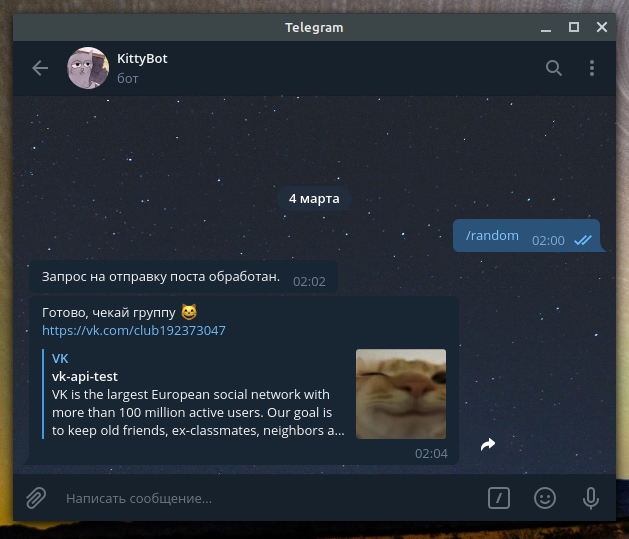 Telegram
KittyBot
бот
4 марта
/random 02:00
Запрос на отправку поста обработан. 02:02
Готово, чекай группу 😸
https://vk.com/club192373047
VK
vk-api-test
VK is the largest European social network with
more than 100 million active users. Our goal is
to keep old friends, ex-classmates, neighbors a...
02:04
Написать сообщение...